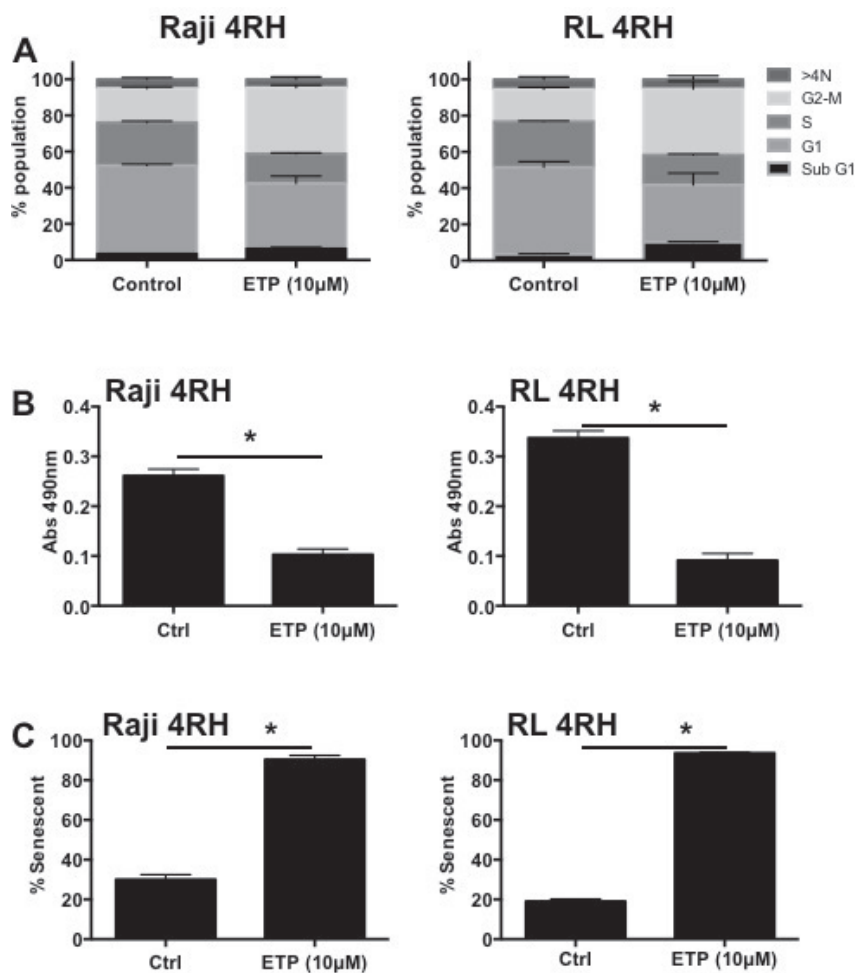 Raji 4RH
RL 4RH
A
% population
100
80
60
40
20
0
Control
ETP (10µM)
% population
100
80
60
40
20
0
Control
ETP (10µM)
>4N
G2-M
S
G1
Sub G1
B
Raji 4RH
Abs 490nm
0.4
0.3
0.2
0.1
0.0
*
Ctrl
ETP (10µM)
RL 4RH
Abs 490nm
0.4
0.3
0.2
0.1
0.0
*
Ctrl
ETP (10µM)
C
Raji 4RH
% Senescent
100
80
60
40
20
0
*
Ctrl
ETP (10µM)
RL 4RH
% Senescent
100
80
60
40
20
0
*
Ctrl
ETP (10µM)